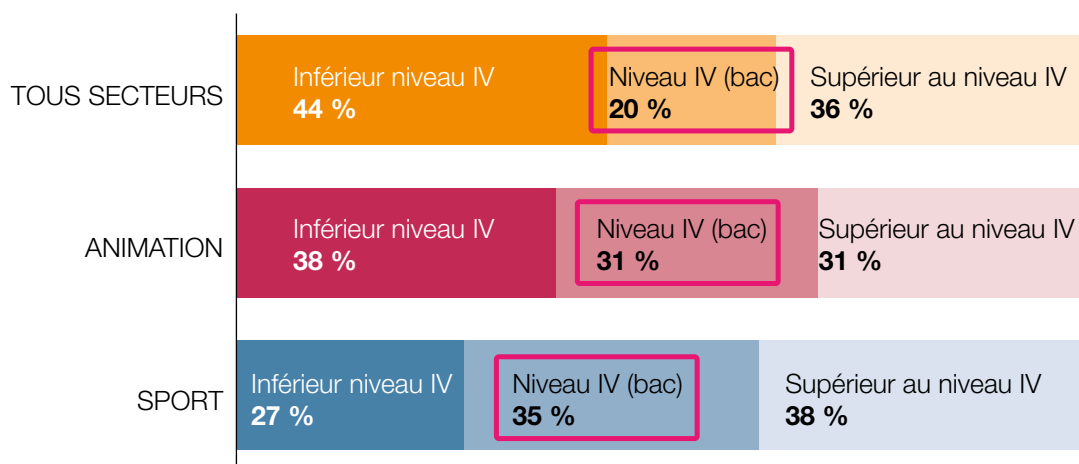 TOUS SECTEURS
Inférieur niveau IV
44 %
Niveau IV (bac)
20 %
Supérieur au niveau IV
36 %
ANIMATION
Inférieur niveau IV
38 %
Niveau IV (bac)
31 %
Supérieur au niveau IV
31 %
SPORT
Inférieur niveau IV
27 %
Niveau IV (bac)
35 %
Supérieur au niveau IV
38 %